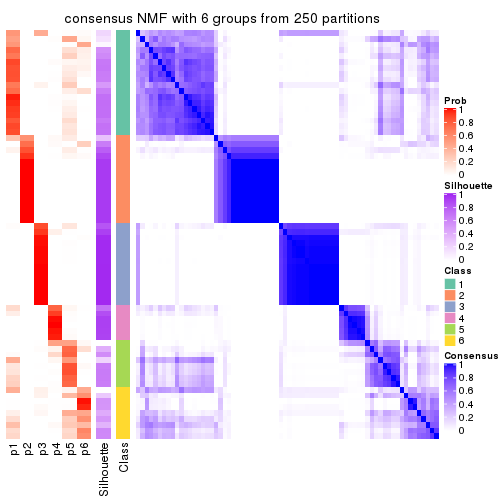 consensus NMF with 6 groups from 250 partitions
Prob
1
0.8
0.6
0.4
0.2
0
Silhouette
1
0.8
0.6
0.4
0.2
0
Class
1
2
3
4
5
6
Consensus
1
0.8
0.6
0.4
0.2
0
p1
p2
p3
p4
p5
p6
Silhouette
Class